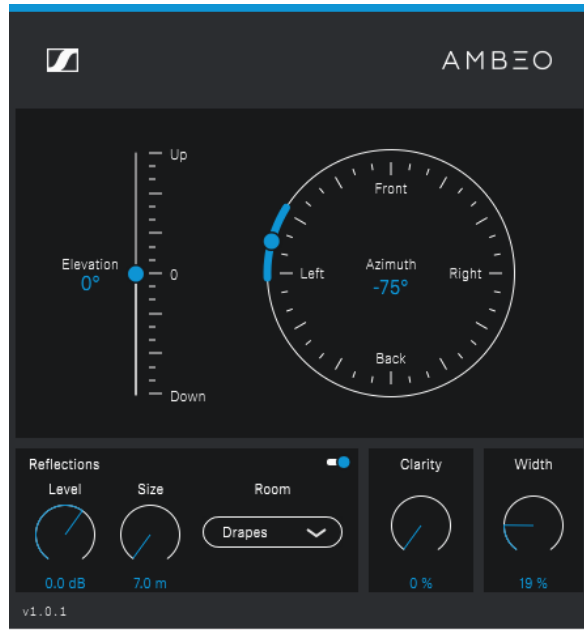 AMBEO
Up
Front
Elevation
0°
0
Left
Azimuth
-75°
Right
Back
Down
Reflections
Level
Size
Room
Drapes
0.0 dB
7.0 m
Clarity
0 %
Width
19 %
v1.0.1